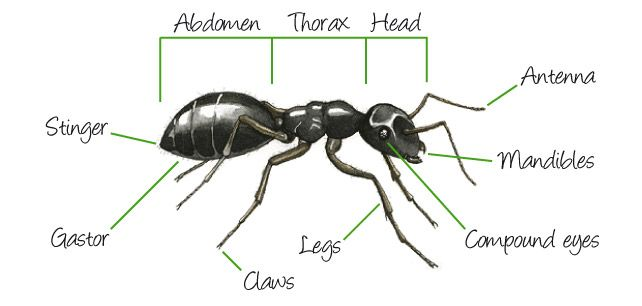 Abdomen Thorax Head
Antenna
Stinger
Mandibles
Gastor
Legs
Compound eyes
Claws